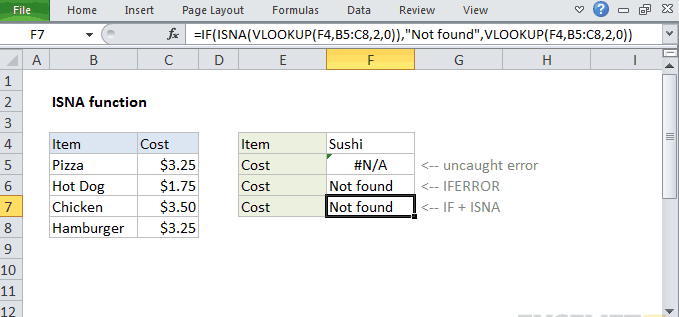 File Home Insert Page Layout Formulas Data Review View
F7 fx =IF(ISNA(VLOOKUP(F4,B5:C8,2,0)),"Not found",VLOOKUP(F4,B5:C8,2,0))
A B C D E F G H I
1
2 ISNA function
3
4 Item Cost Item Sushi
5 Pizza $3.25 Cost #N/A <-- uncaught error
6 Hot Dog $1.75 Cost Not found <-- IFERROR
7 Chicken $3.50 Cost Not found <-- IF + ISNA
8 Hamburger $3.25
9
10
11
12